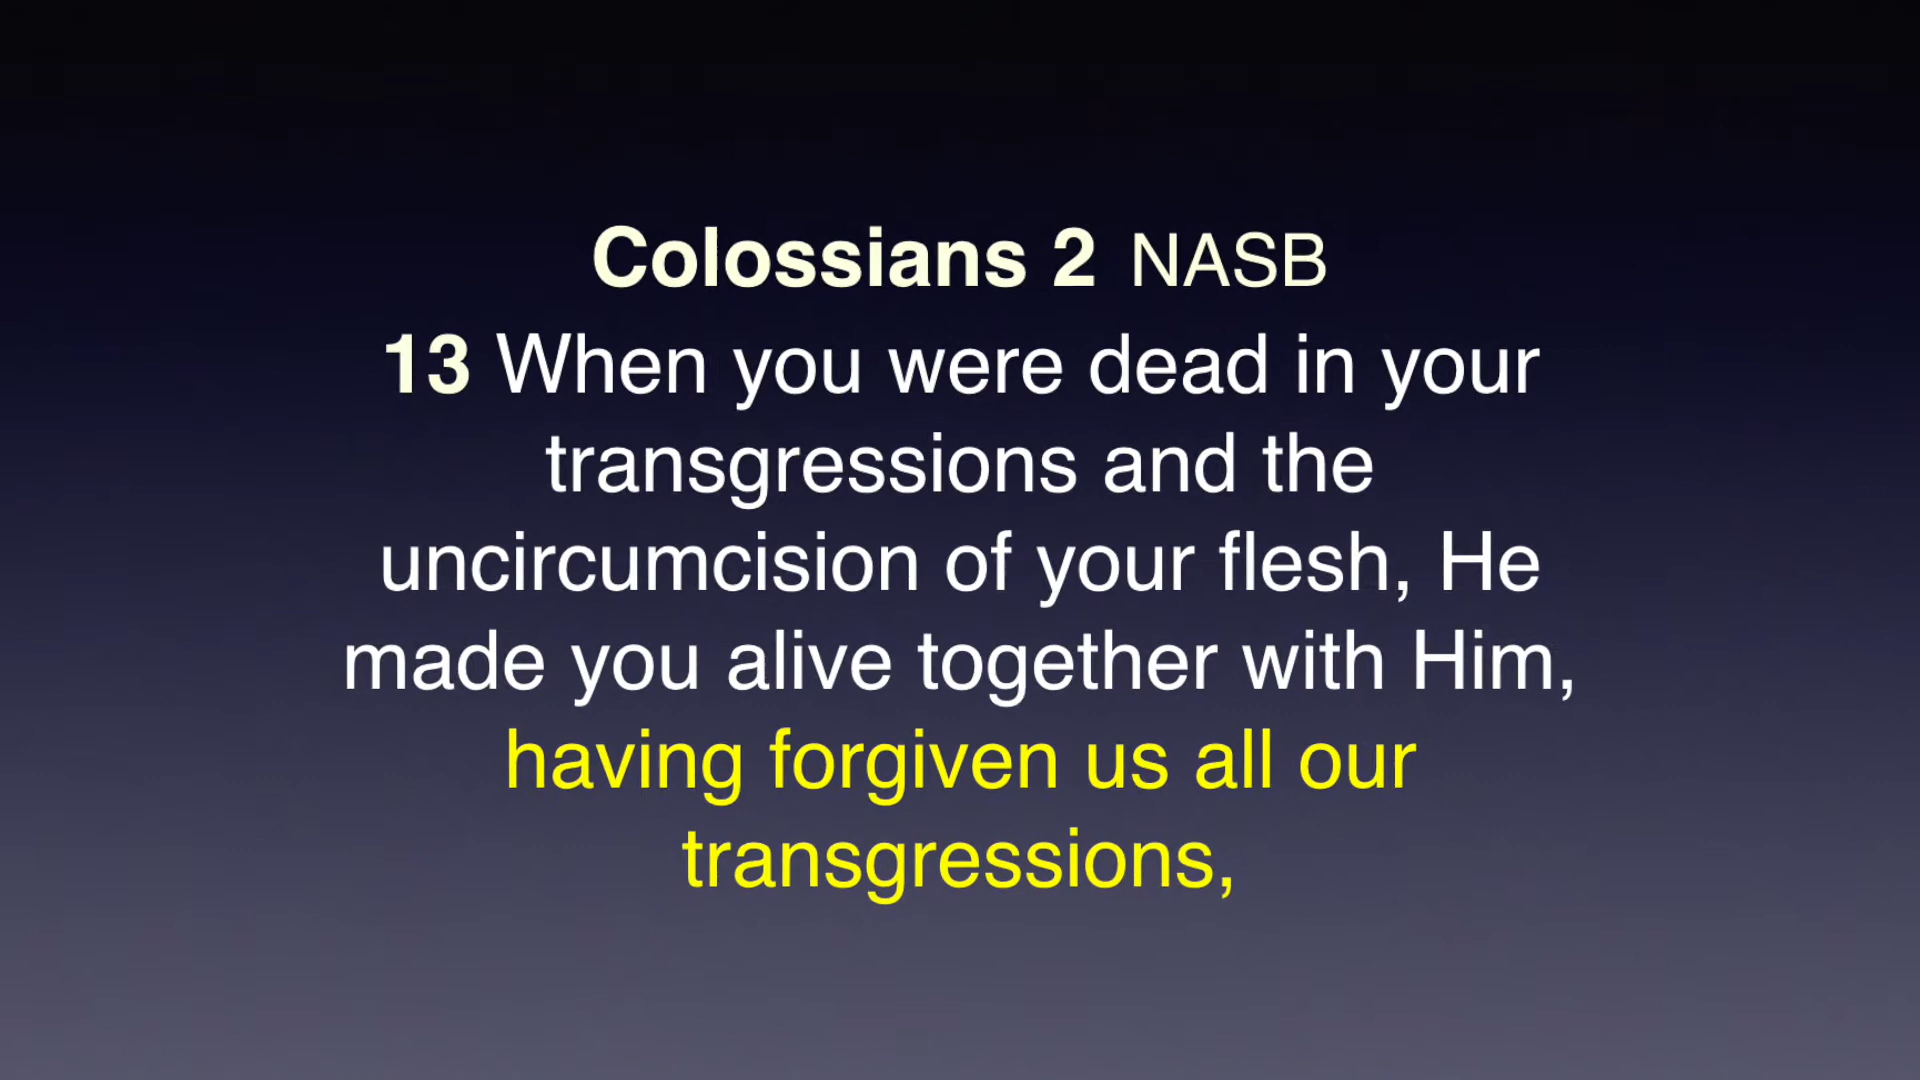 Colossians 2 NASB
13 When you were dead in your
transgressions and the
uncircumcision of your flesh, He
made you alive together with Him,
having forgiven us all our
transgressions,